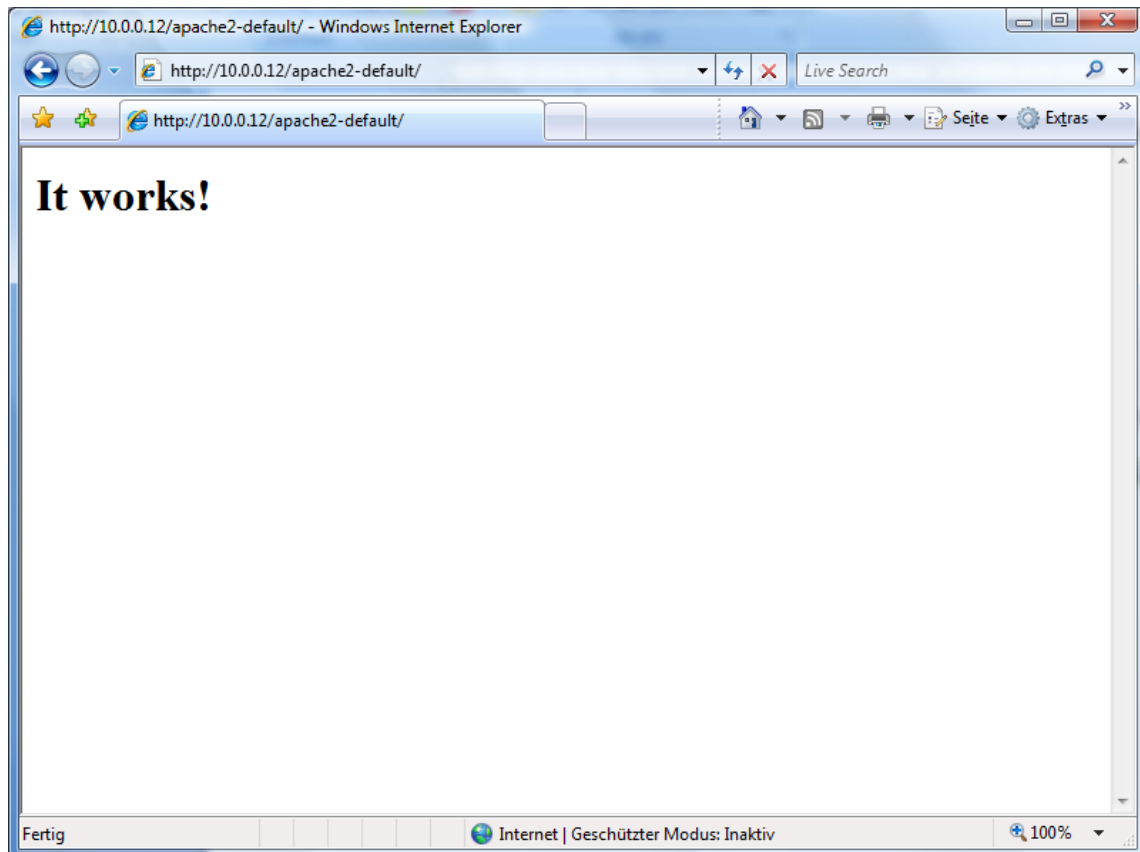 http://10.0.0.12/apache2-default/ - Windows Internet Explorer
http://10.0.0.12/apache2-default/ Live Search
http://10.0.0.12/apache2-default/ Seite Extras
It works!
Fertig Internet | Geschützter Modus: Inaktiv 100%